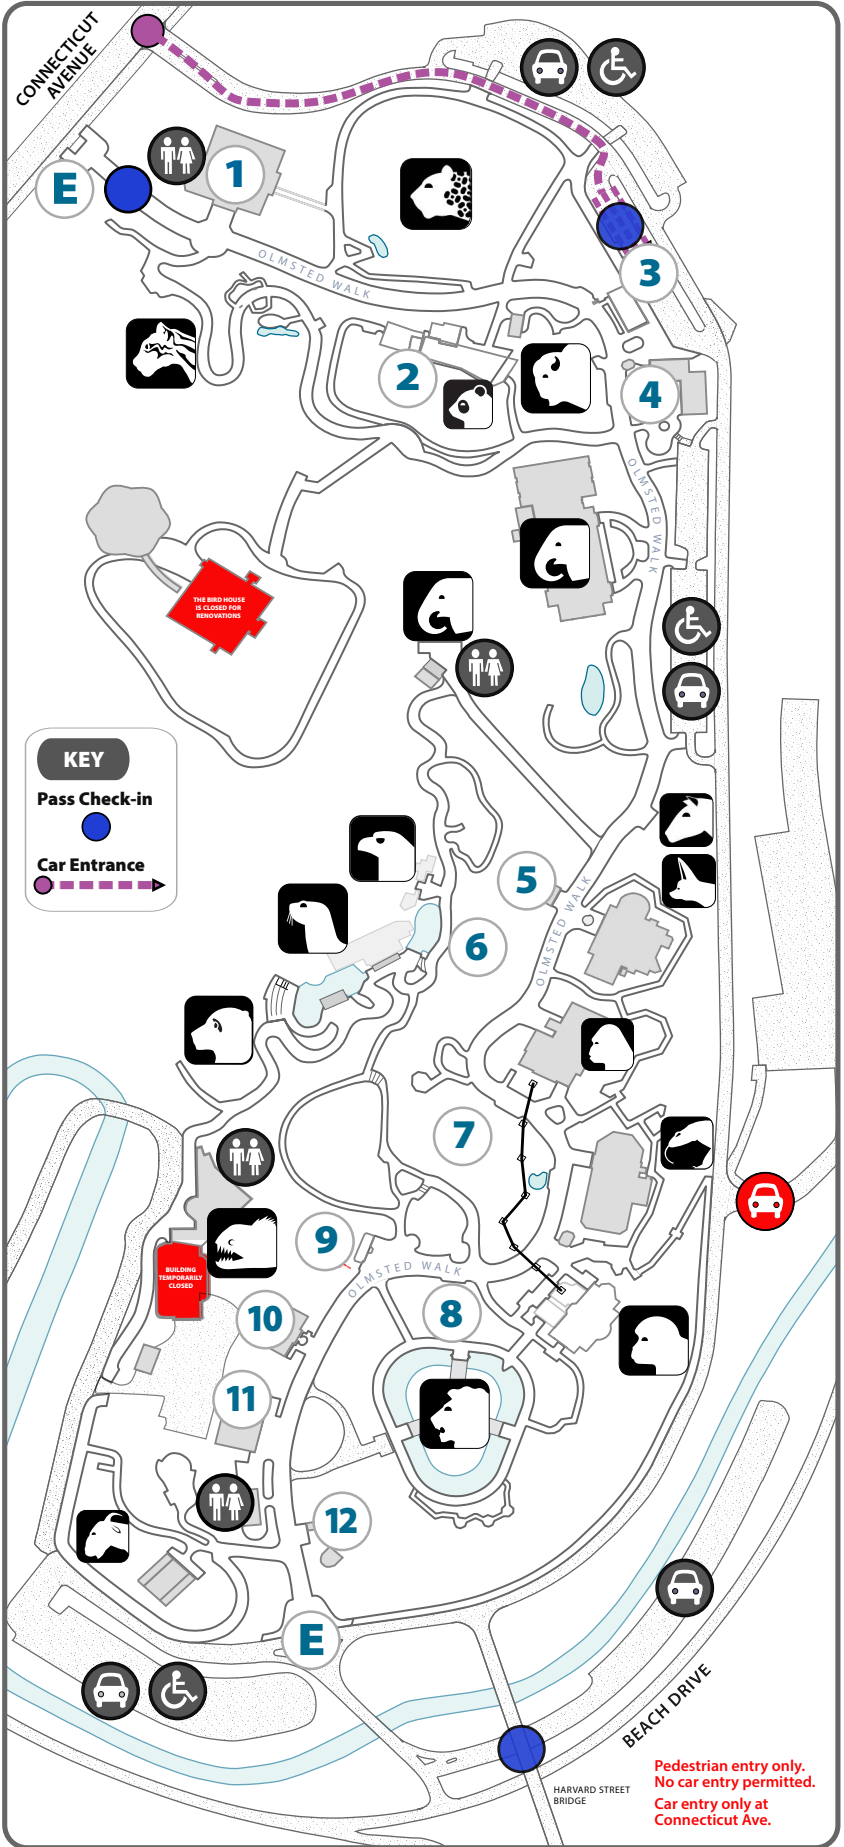 CONNECTICUT
AVENUE
E
1
3
OLMSTED WALK
2
4
OLMSTED WALK
THE BIRD HOUSE
IS CLOSED FOR
RENOVATIONS
KEY
Pass Check-in
Car Entrance
5
OLMSTED WALK
6
7
9
OLMSTED WALK
BUILDING
TEMPORARILY
CLOSED
10
8
11
12
E
BEACH DRIVE
HARVARD STREET
BRIDGE
Pedestrian entry only.
No car entry permitted.
Car entry only at
Connecticut Ave.